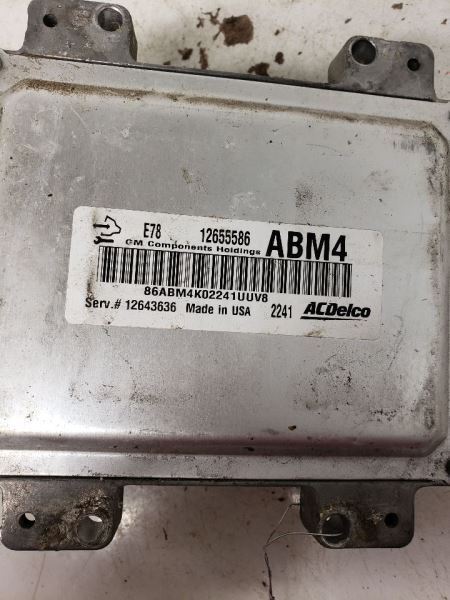 E78 12655586 ABM4
GM Components Holdings
86ABM4K02241UUV8
Serv.# 12643636 Made in USA 2241 ACDelco